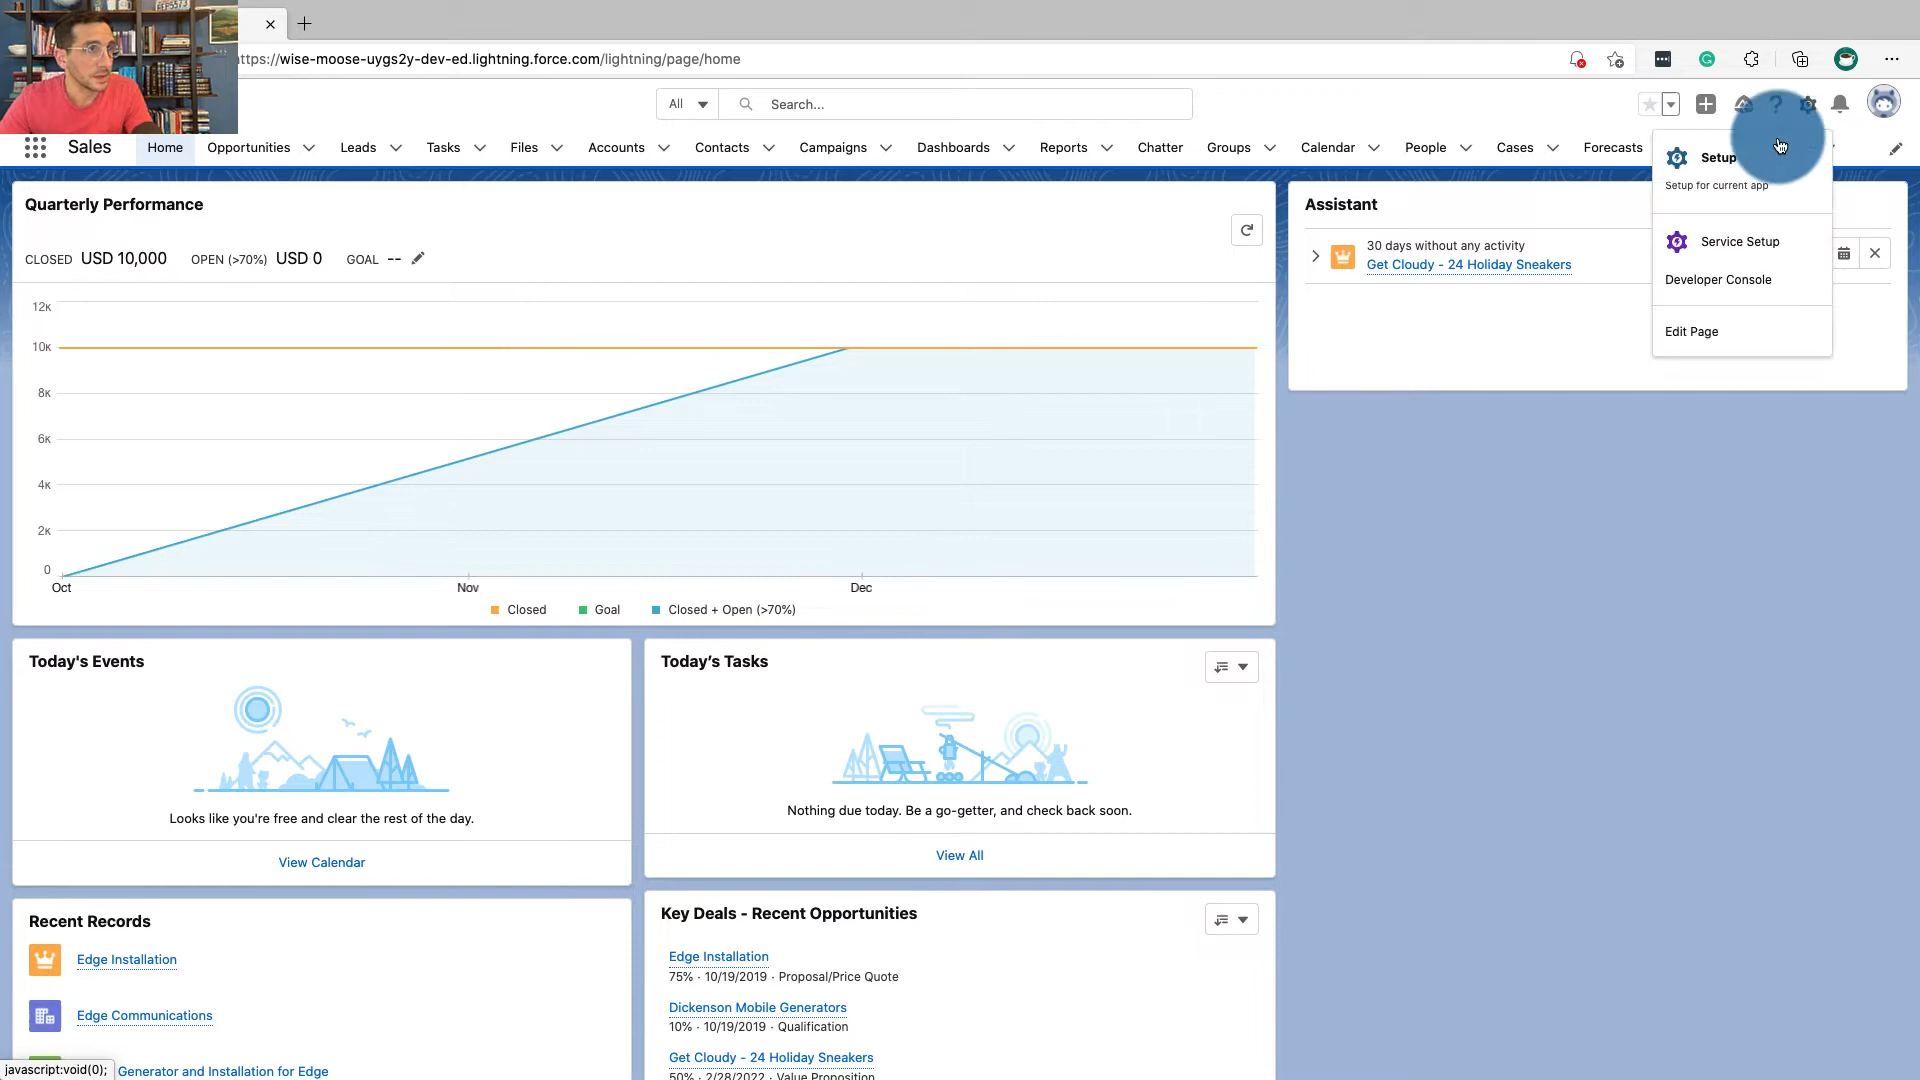 ttps://wise-moose-uygs2y-dev-ed.lightning.force.com/lightning/page/home
All
Search...
Sales
Home
Opportunities
Leads
Tasks
Files
Accounts
Contacts
Campaigns
Dashboards
Reports
Chatter
Groups
Calendar
People
Cases
Forecasts
Setup
Setup for current app
Service Setup
Developer Console
Edit Page
Quarterly Performance
CLOSED USD 10,000 OPEN (>70%) USD 0 GOAL --
12K
10K
8K
6K
4K
2K
0
Oct Nov Dec
Closed Goal Closed + Open (>70%)
Assistant
30 days without any activity
Get Cloudy - 24 Holiday Sneakers
Today's Events
Looks like you're free and clear the rest of the day.
View Calendar
Today’s Tasks
Nothing due today. Be a go-getter, and check back soon.
View All
Recent Records
Edge Installation
Edge Communications
Generator and Installation for Edge
Key Deals - Recent Opportunities
Edge Installation
75% · 10/19/2019 · Proposal/Price Quote
Dickenson Mobile Generators
10% · 10/19/2019 · Qualification
Get Cloudy - 24 Holiday Sneakers
50% · 2/28/2022 · Value Proposition
javascript:void(0);